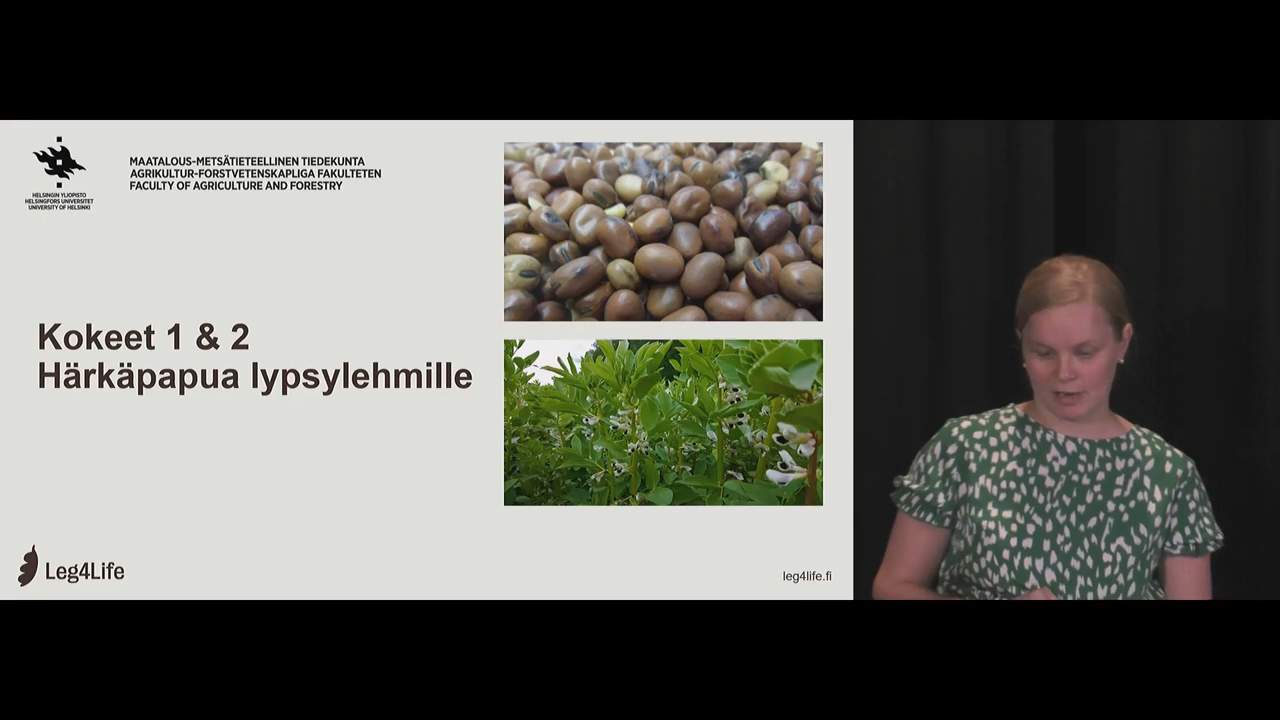 HELSINGIN YLIOPISTO
HELSINGFORS UNIVERSITET
UNIVERSITY OF HELSINKI
MAATALOUS-METSÄTIETEELLINEN TIEDEKUNTA
AGRIKULTUR-FORSTVETENSKAPLIGA FAKULTETEN
FACULTY OF AGRICULTURE AND FORESTRY
Kokeet 1 & 2
Härkäpapua lypsylehmille
Leg4Life
leg4life.fi